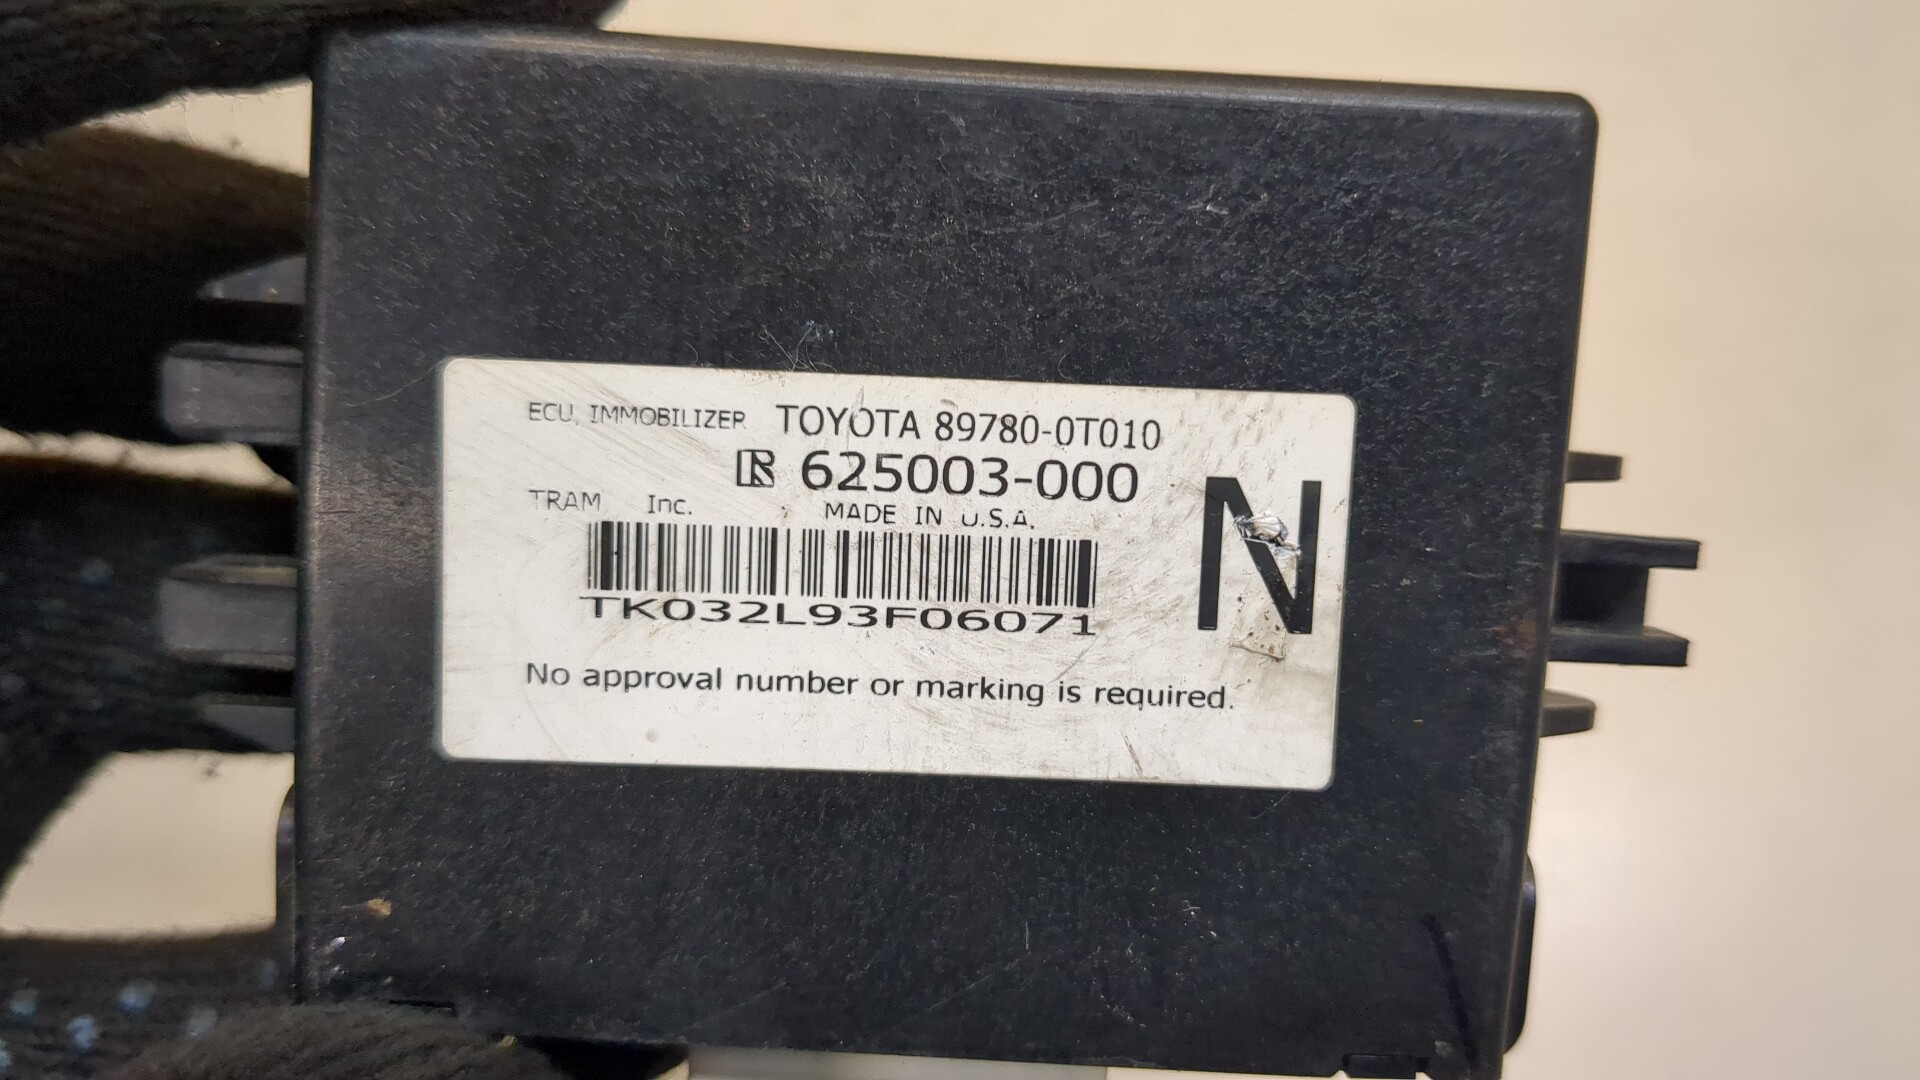 ECU, IMMOBILIZER TOYOTA 89780-0T010
R 625003-000
TRAM Inc. MADE IN U.S.A.
N
TK032L93F06071
No approval number or marking is required.